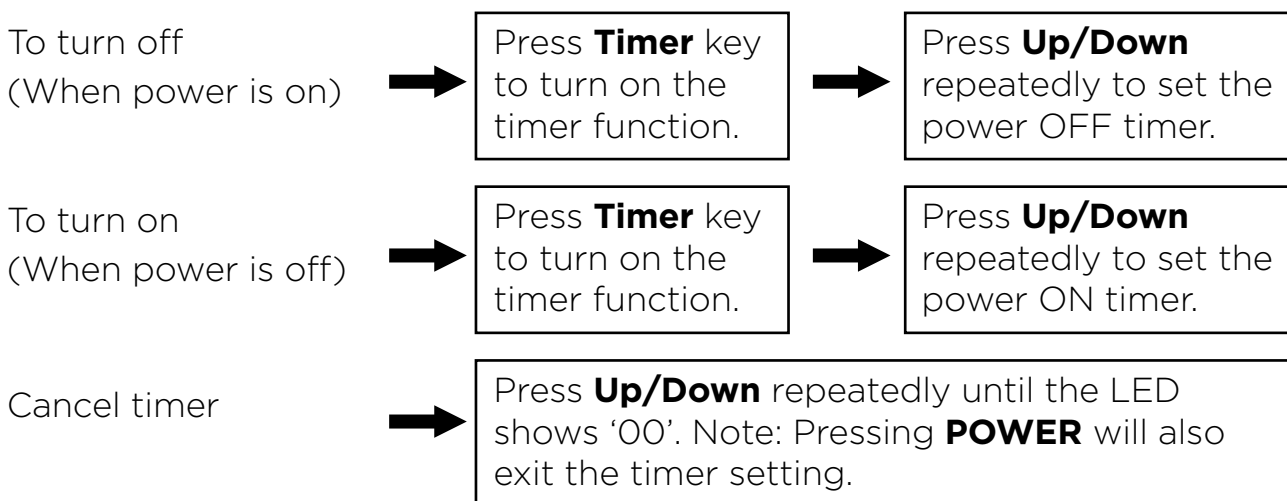 To turn off
(When power is on)
Press Timer key
to turn on the
timer function.
Press Up/Down
repeatedly to set the
power OFF timer.
To turn on
(When power is off)
Press Timer key
to turn on the
timer function.
Press Up/Down
repeatedly to set the
power ON timer.
Cancel timer
Press Up/Down repeatedly until the LED
shows ‘00’. Note: Pressing POWER will also
exit the timer setting.